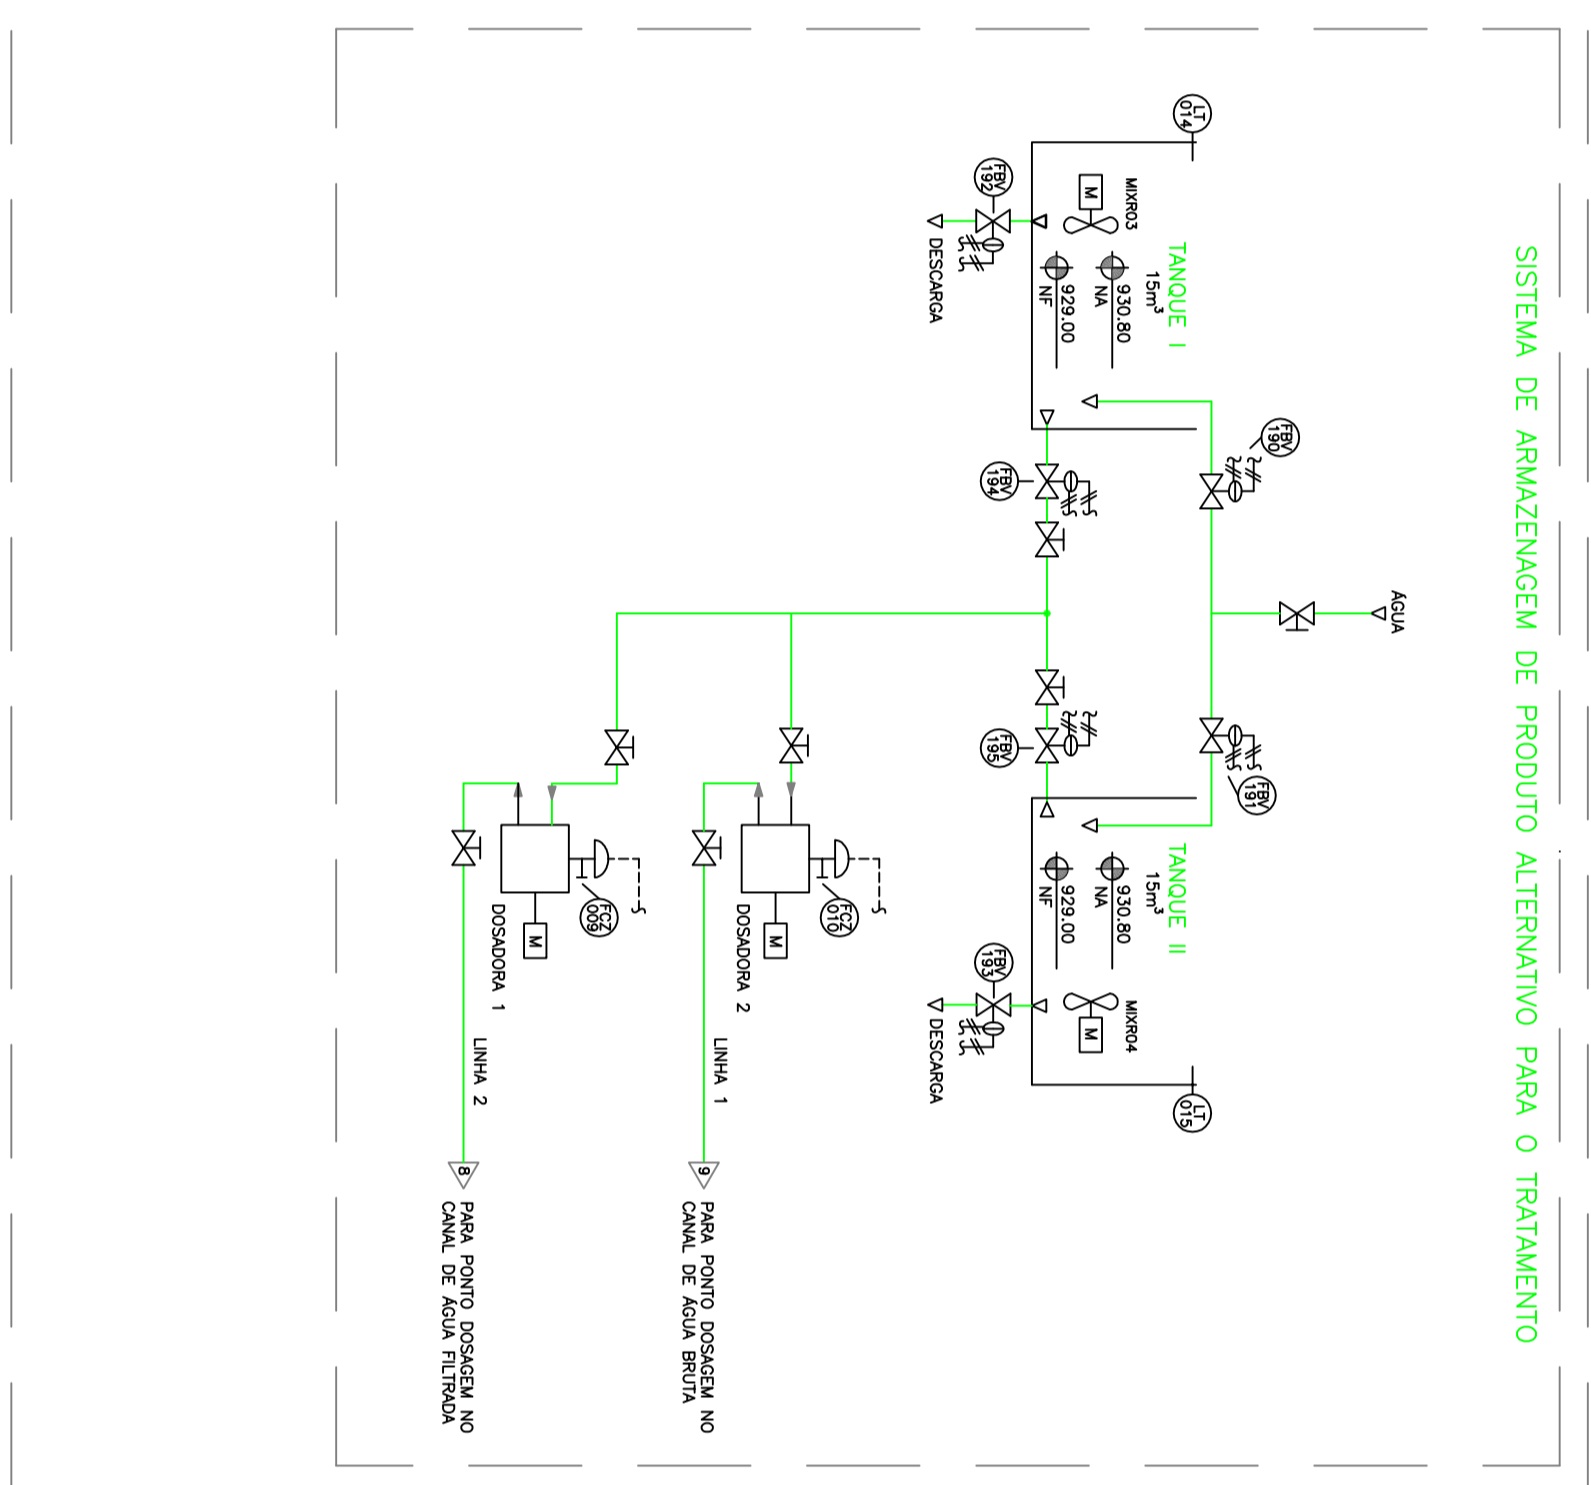 SISTEMA DE ARMAZENAGEM DE PRODUTO ALTERNATIVO PARA O TRATAMENTO
ÁGUA
FBV
190
FBV
191
LT
014
TANQUE I
15m³
MIXR03
930.80
NA
929.00
NF
FBV
192
DESCARGA
M
FBV
194
FBV
195
TANQUE II
15m³
MIXR04
930.80
NA
929.00
NF
M
LT
015
FBV
193
DESCARGA
FCZ
010
M
DOSADORA 2
LINHA 1
9
PARA PONTO DOSAGEM NO
CANAL DE ÁGUA BRUTA
FCZ
009
M
DOSADORA 1
LINHA 2
8
PARA PONTO DOSAGEM NO
CANAL DE ÁGUA FILTRADA